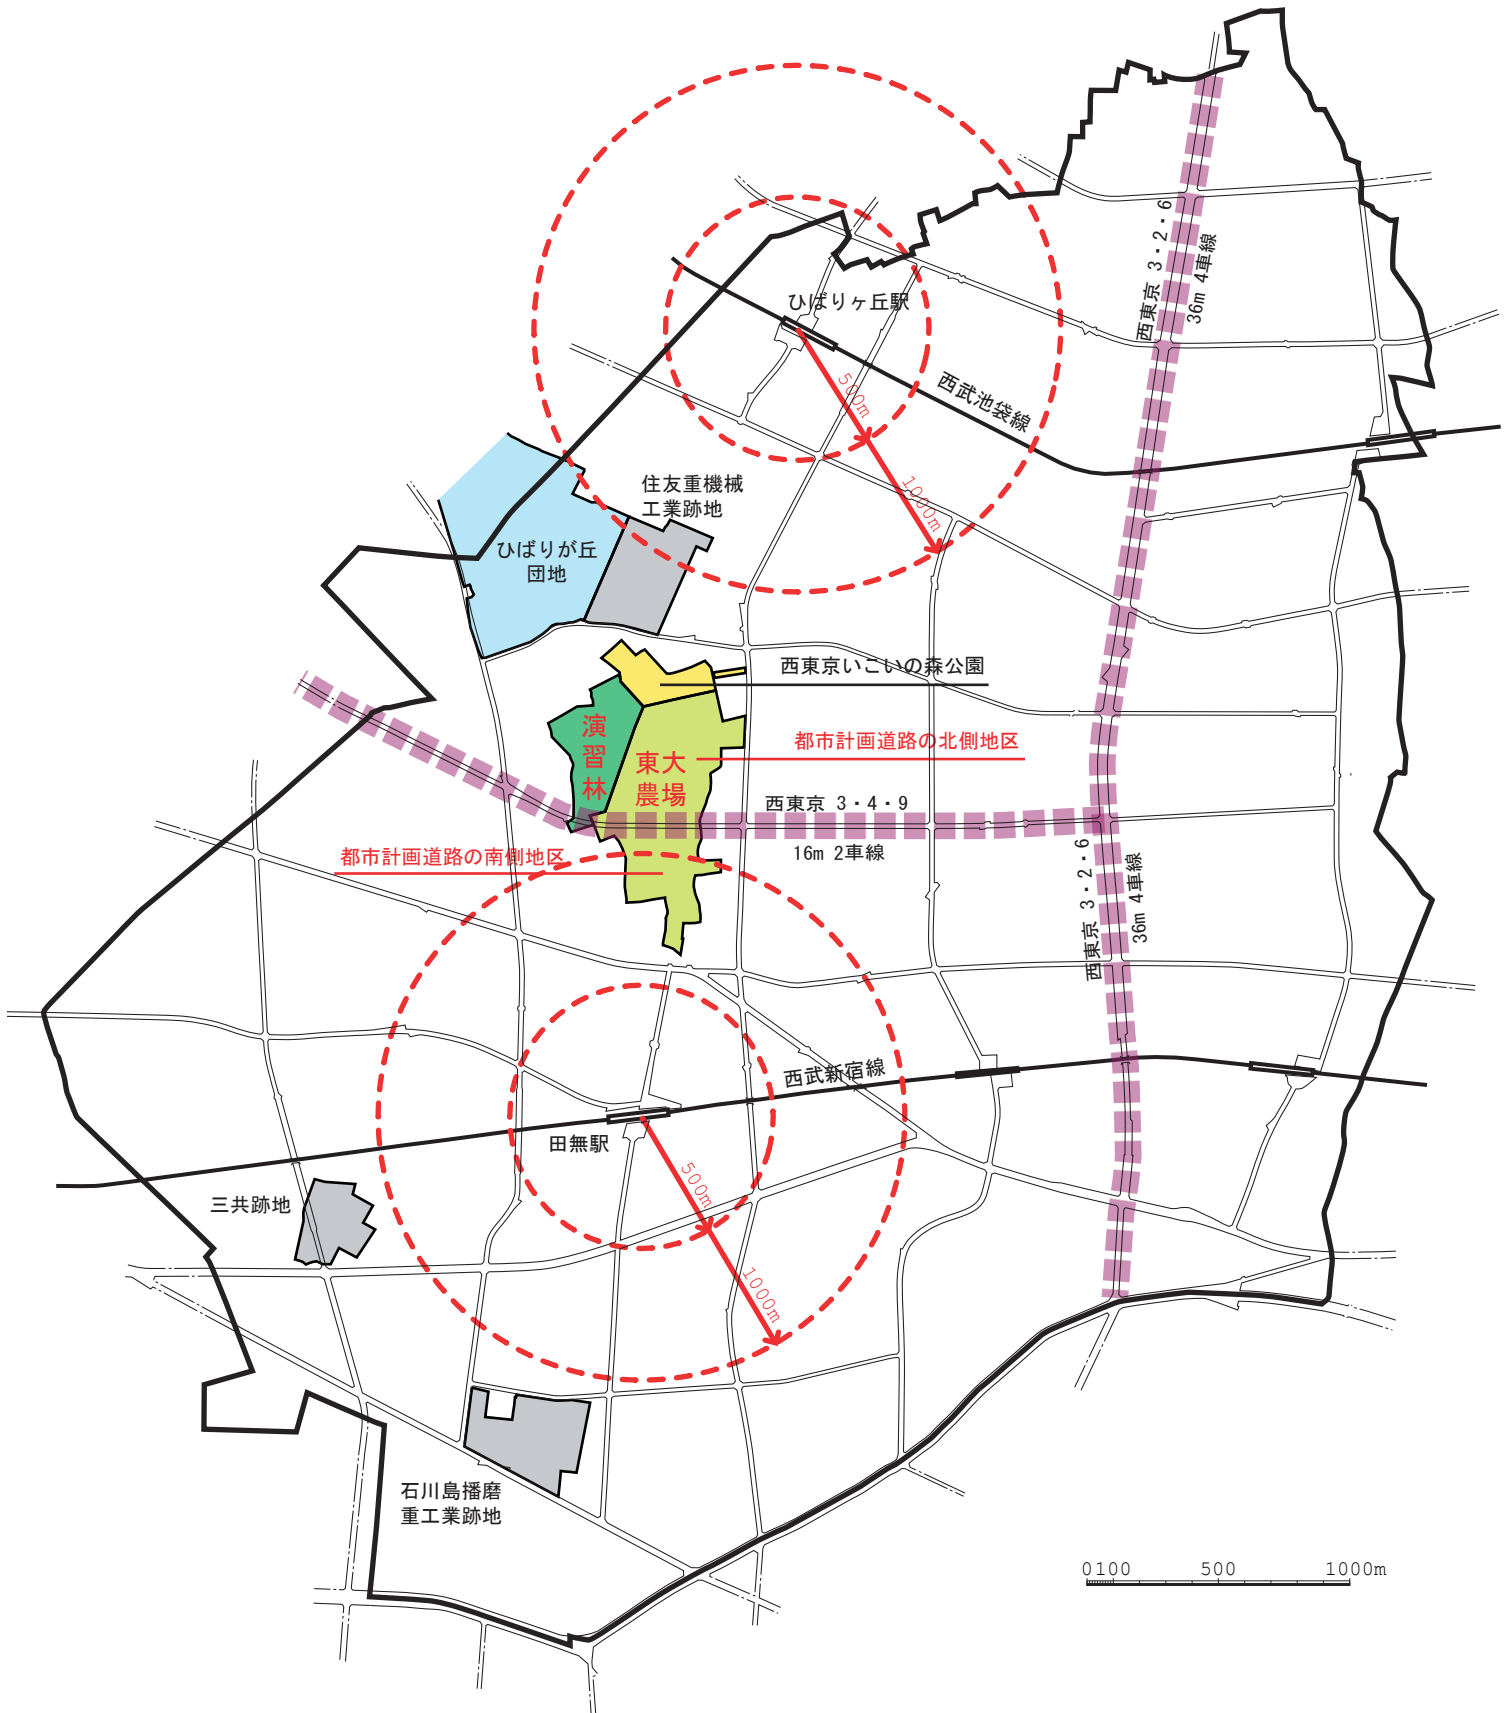 西東京 3・2・6
36m 4車線
ひばりヶ丘駅
500m
西武池袋線
1000m
住友重機械
工業跡地
ひばりが丘
団地
西東京いこいの森公園
演
習
林
東大
農場
都市計画道路の北側地区
西東京 3・4・9
16m 2車線
都市計画道路の南側地区
西東京 3・2・6
36m 4車線
西武新宿線
田無駅
500m
三共跡地
1000m
石川島播磨
重工業跡地
0100 500 1000m